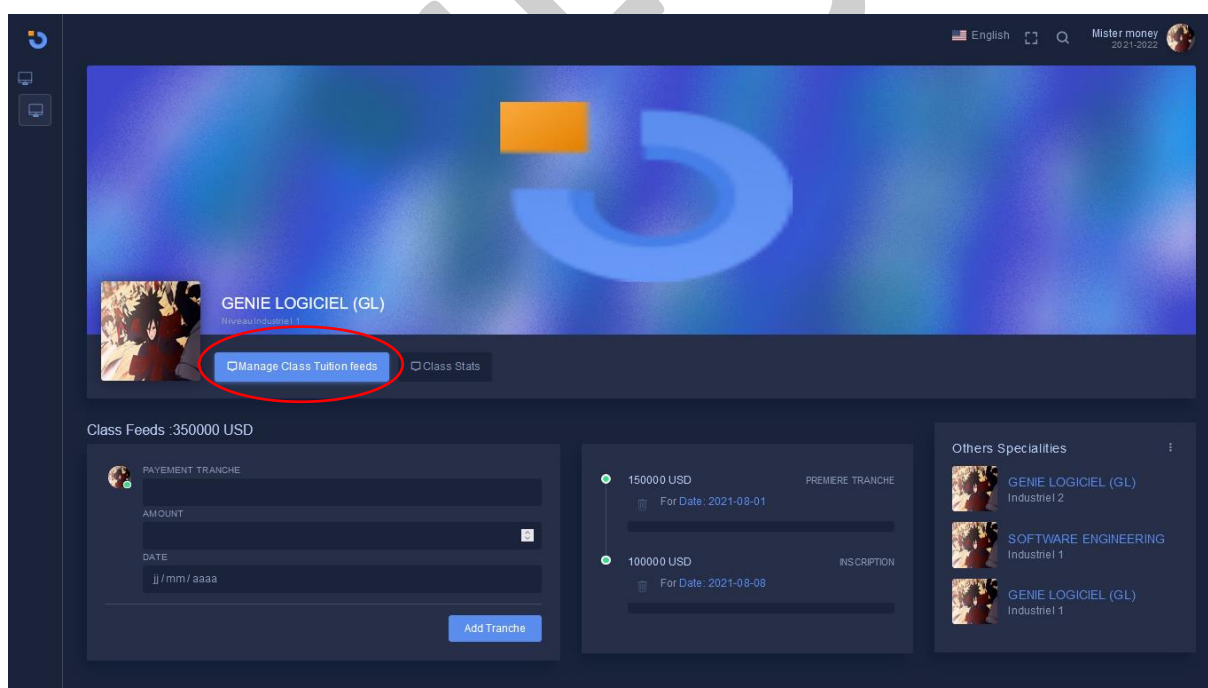 English
Mister money
2021-2022
GENIE LOGICIEL (GL)
Niveau Industriel 1
Manage Class Tuition feeds
Class Stats
Class Feeds :350000 USD
PAYEMENT TRANCHE
AMOUNT
DATE
jj / mm / aaaa
Add Tranche
150000 USD PREMIERE TRANCHE
For Date: 2021-08-01
100000 USD INSCRIPTION
For Date: 2021-08-08
Others Specialities
GENIE LOGICIEL (GL)
Industriel 2
SOFTWARE ENGINEERING
Industriel 1
GENIE LOGICIEL (GL)
Industriel 1